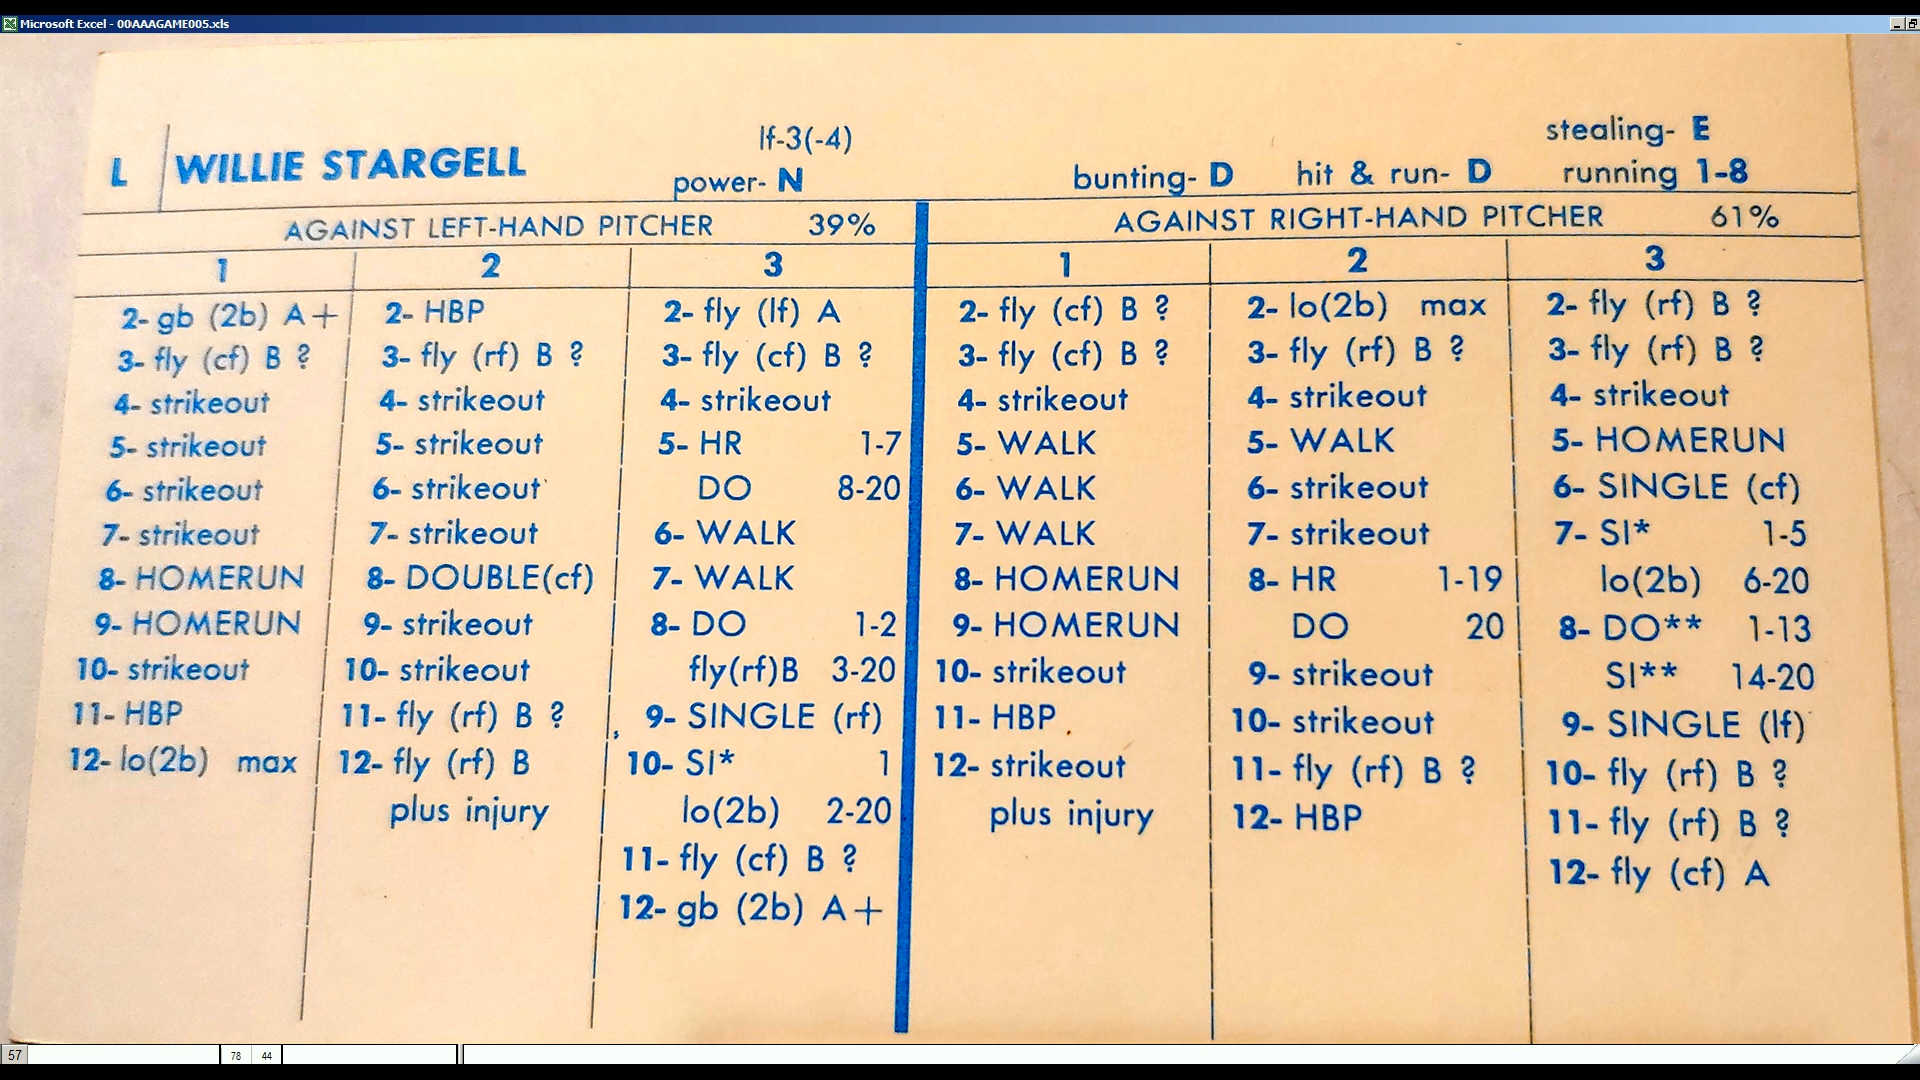 Microsoft Excel - 00AAAGAME005.xls
L WILLIE STARGELL
lf-3(-4)
power- N
bunting- D
hit & run- D
stealing- E
running 1-8
AGAINST LEFT-HAND PITCHER 39%
1
2- gb (2b) A+
3- fly (cf) B ?
4- strikeout
5- strikeout
6- strikeout
7- strikeout
8- HOMERUN
9- HOMERUN
10- strikeout
11- HBP
12- lo(2b) max
2
2- HBP
3- fly (rf) B ?
4- strikeout
5- strikeout
6- strikeout
7- strikeout
8- DOUBLE(cf)
9- strikeout
10- strikeout
11- fly (rf) B ?
12- fly (rf) B
plus injury
3
2- fly (lf) A
3- fly (cf) B ?
4- strikeout
5- HR 1-7
DO 8-20
6- WALK
7- WALK
8- DO 1-2
fly(rf)B 3-20
9- SINGLE (rf)
10- SI* 1
lo(2b) 2-20
11- fly (cf) B ?
12- gb (2b) A+
AGAINST RIGHT-HAND PITCHER 61%
1
2- fly (cf) B ?
3- fly (cf) B ?
4- strikeout
5- WALK
6- WALK
7- WALK
8- HOMERUN
9- HOMERUN
10- strikeout
11- HBP
12- strikeout
plus injury
2
2- lo(2b) max
3- fly (rf) B ?
4- strikeout
5- WALK
6- strikeout
7- strikeout
8- HR 1-19
DO 20
9- strikeout
10- strikeout
11- fly (rf) B ?
12- HBP
3
2- fly (rf) B ?
3- fly (rf) B ?
4- strikeout
5- HOMERUN
6- SINGLE (cf)
7- SI* 1-5
lo(2b) 6-20
8- DO** 1-13
SI** 14-20
9- SINGLE (lf)
10- fly (rf) B ?
11- fly (rf) B ?
12- fly (cf) A
57 78 44